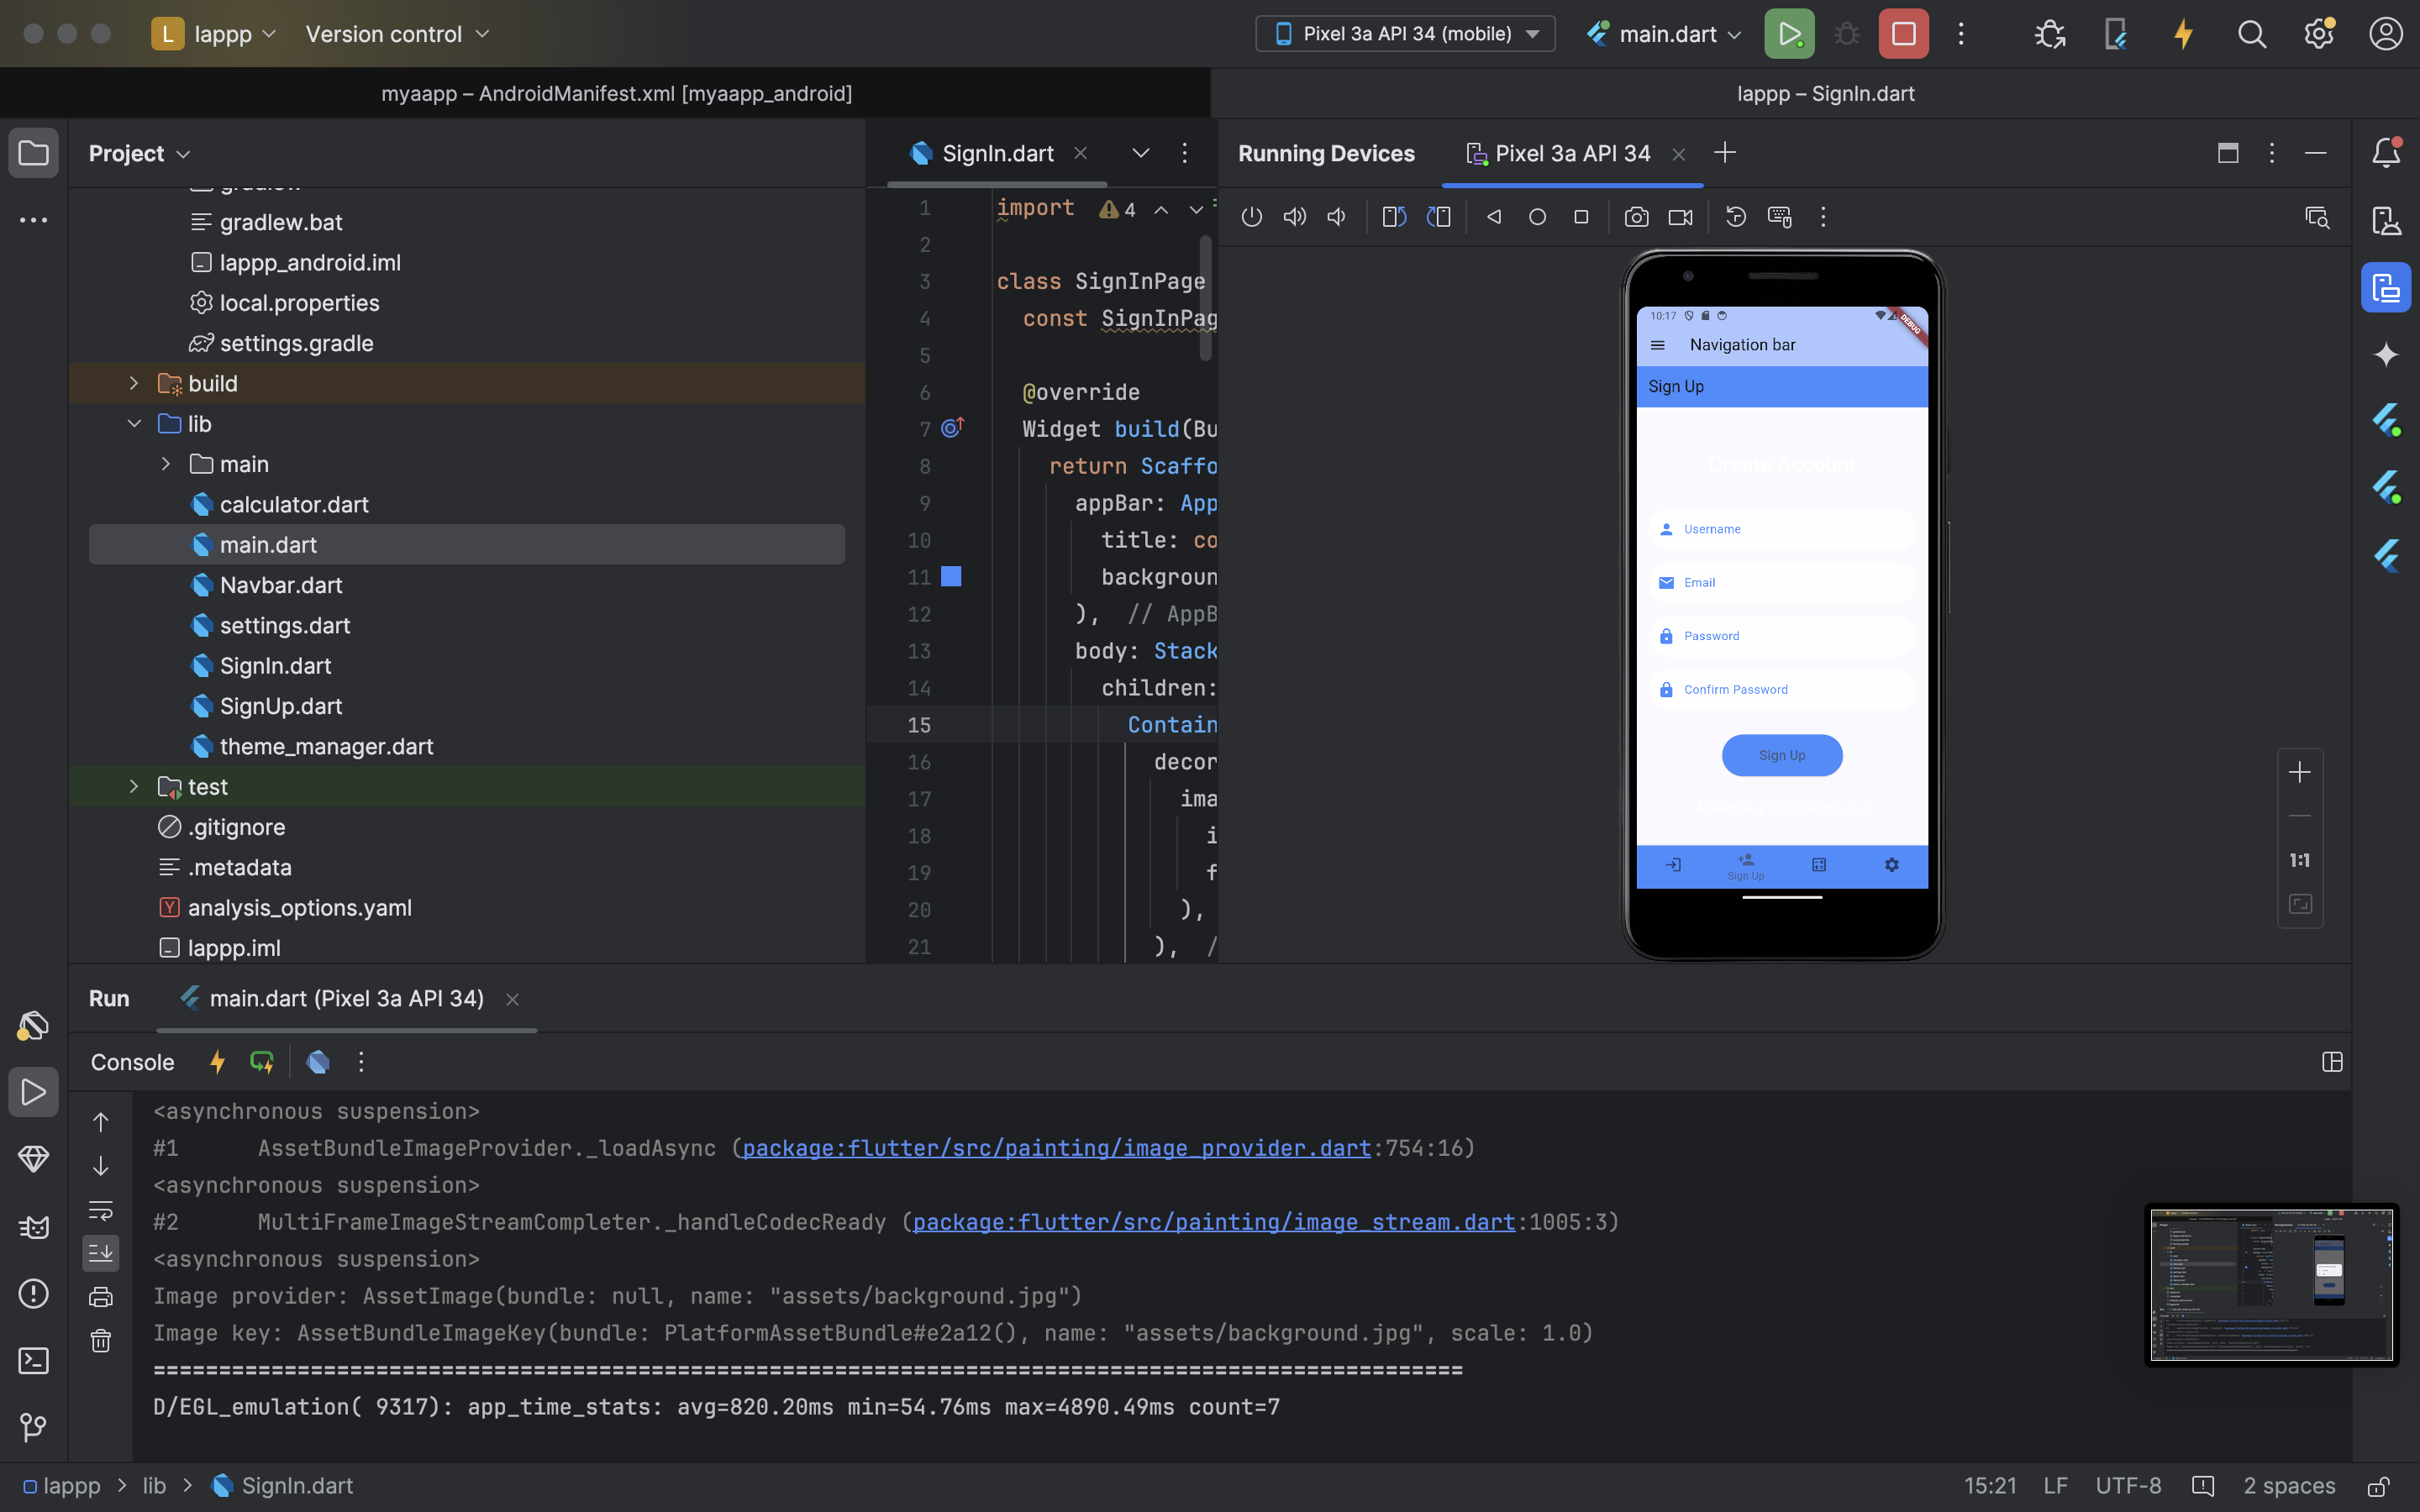 L lappp Version control Pixel 3a API 34 (mobile) main.dart
myaapp – AndroidManifest.xml [myaapp_android] lappp – SignIn.dart
Project
gradlew
gradlew.bat
lappp_android.iml
local.properties
settings.gradle
build
lib
main
calculator.dart
main.dart
Navbar.dart
settings.dart
SignIn.dart
SignUp.dart
theme_manager.dart
test
.gitignore
.metadata
analysis_options.yaml
lappp.iml
SignIn.dart
1 import 4
2
3 class SignInPage
4 const SignInPag
5
6 @override
7 Widget build(Bu
8 return Scaffo
9 appBar: App
10 title: co
11 backgroun
12 ), // AppB
13 body: Stack
14 children:
15 Contain
16 decor
17 ima
18 i
19 f
20 ),
21 ), /
Running Devices Pixel 3a API 34
10:17 DEBUG
Navigation bar
Sign Up
Create Account
Username
Email
Password
Confirm Password
Sign Up
Sign Up
1:1
Run main.dart (Pixel 3a API 34)
Console
<asynchronous suspension>
#1 AssetBundleImageProvider._loadAsync (package:flutter/src/painting/image_provider.dart:754:16)
<asynchronous suspension>
#2 MultiFrameImageStreamCompleter._handleCodecReady (package:flutter/src/painting/image_stream.dart:1005:3)
<asynchronous suspension>
Image provider: AssetImage(bundle: null, name: "assets/background.jpg")
Image key: AssetBundleImageKey(bundle: PlatformAssetBundle#e2a12(), name: "assets/background.jpg", scale: 1.0)
====================================================================================================
D/EGL_emulation( 9317): app_time_stats: avg=820.20ms min=54.76ms max=4890.49ms count=7
lappp > lib > SignIn.dart 15:21 LF UTF-8 2 spaces